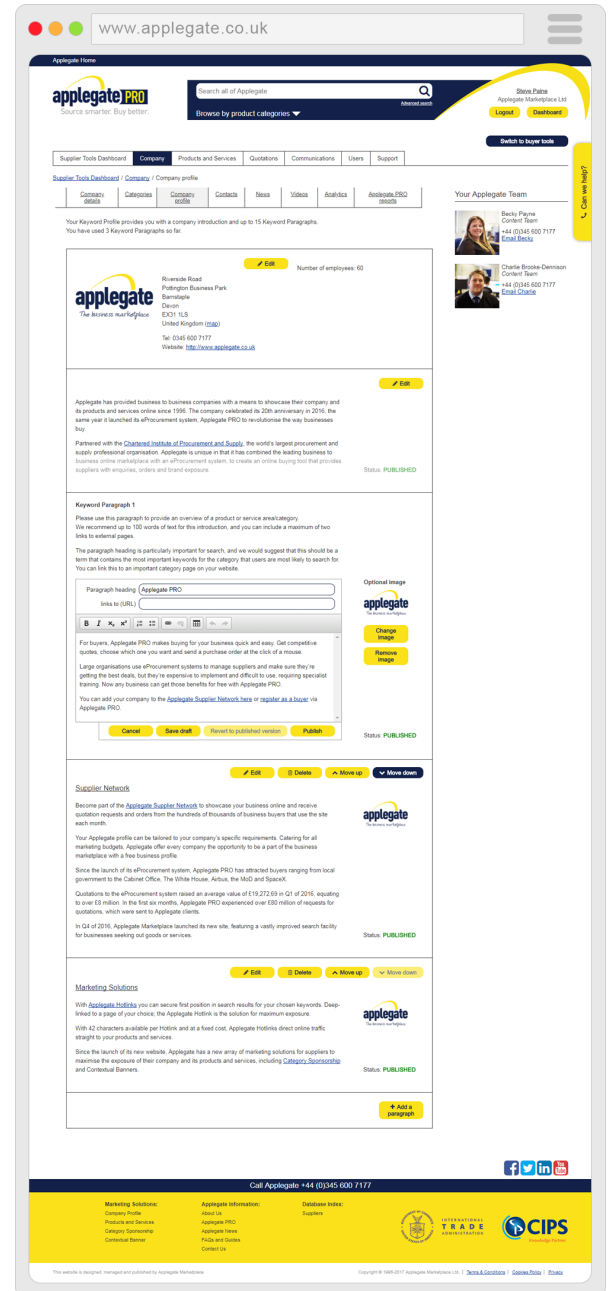 www.applegate.co.uk
Applegate Home
applegate PRO
Source smarter. Buy better.
Search all of Applegate
Advanced search
Browse by product categories
Steve Paine
Applegate Marketplace Ltd
Logout Dashboard
Switch to buyer tools
Can we help?
Supplier Tools Dashboard Company Products and Services Quotations Communications Users Support
Supplier Tools Dashboard / Company / Company profile
Company details Categories Company profile Contacts News Videos Analytics Applegate PRO reports
Your Applegate Team
Becky Payne
Content Team
+44 (0)345 600 7177
Email Becky
Charlie Brooke-Dennison
Content Team
+44 (0)345 600 7177
Email Charlie
Your Keyword Profile provides you with a company introduction and up to 15 Keyword Paragraphs.
You have used 3 Keyword Paragraphs so far.
Edit
Number of employees: 60
applegate
The business marketplace
Riverside Road
Pottington Business Park
Barnstaple
Devon
EX31 1LS
United Kingdom (map)
Tel: 0345 600 7177
Website: http://www.applegate.co.uk
Edit
Applegate has provided business to business companies with a means to showcase their company and
its products and services online since 1996. The company celebrated its 20th anniversary in 2016, the
same year it launched its eProcurement system, Applegate PRO to revolutionise the way businesses
buy.
Partnered with the Chartered Institute of Procurement and Supply, the world's largest procurement and
supply professional organisation. Applegate is unique in that it has combined the leading business to
business online marketplace with an eProcurement system, to create an online buying tool that provides
suppliers with enquiries, orders and brand exposure.
Status: PUBLISHED
Keyword Paragraph 1
Please use this paragraph to provide an overview of a product or service area/category.
We recommend up to 100 words of text for this introduction, and you can include a maximum of two
links to external pages.
The paragraph heading is particularly important for search, and we would suggest that this should be a
term that contains the most important keywords for the category that users are most likely to search for.
You can link this to an important category page on your website.
Paragraph heading Applegate PRO
links to (URL)
B I x₂ x²
Optional image
applegate
The business marketplace
Change image
Remove image
For buyers, Applegate PRO makes buying for your business quick and easy. Get competitive
quotes, choose which one you want and send a purchase order at the click of a mouse.
Large organisations use eProcurement systems to manage suppliers and make sure they're
getting the best deals, but they're expensive to implement and difficult to use, requiring specialist
training. Now any business can get those benefits for free with Applegate PRO.
You can add your company to the Applegate Supplier Network here or register as a buyer via
Applegate PRO.
Cancel Save draft Revert to published version Publish
Status: PUBLISHED
Edit Delete Move up Move down
Supplier Network
Become part of the Applegate Supplier Network to showcase your business online and receive
quotation requests and orders from the hundreds of thousands of business buyers that use the site
each month.
applegate
The business marketplace
Your Applegate profile can be tailored to your company's specific requirements. Catering for all
marketing budgets, Applegate offer every company the opportunity to be a part of the business
marketplace with a free business profile.
Since the launch of its eProcurement system, Applegate PRO has attracted buyers ranging from local
government to the Cabinet Office, The White House, Airbus, the MoD and SpaceX.
Quotations to the eProcurement system raised an average value of £19,272.69 in Q1 of 2016, equating
to over £8 million. In the first six months, Applegate PRO experienced over £80 million of requests for
quotations, which were sent to Applegate clients.
In Q4 of 2016, Applegate Marketplace launched its new site, featuring a vastly improved search facility
for businesses seeking out goods or services.
Status: PUBLISHED
Edit Delete Move up Move down
Marketing Solutions
With Applegate Hotlinks you can secure first position in search results for your chosen keywords. Deep-
linked to a page of your choice, the Applegate Hotlink is the solution for maximum exposure.
applegate
The business marketplace
With 42 characters available per Hotlink and at a fixed cost, Applegate Hotlinks direct online traffic
straight to your products and services.
Since the launch of its new website, Applegate has a new array of marketing solutions for suppliers to
maximise the exposure of their company and its products and services, including Category Sponsorship
and Contextual Banners.
Status: PUBLISHED
+ Add a paragraph
f in You Tube
Call Applegate +44 (0)345 600 7177
Marketing Solutions: Applegate Information: Database Index:
Company Profile About Us Suppliers
Products and Services Applegate PRO
Category Sponsorship Applegate News
Contextual Banner FAQs and Guides
Contact Us
INTERNATIONAL
TRADE
ADMINISTRATION
CIPS
Knowledge Partner
This website is designed, managed and published by Applegate Marketplace
Copyright © 1996-2017 Applegate Marketplace Ltd. | Terms & Conditions | Cookies Policy | Privacy